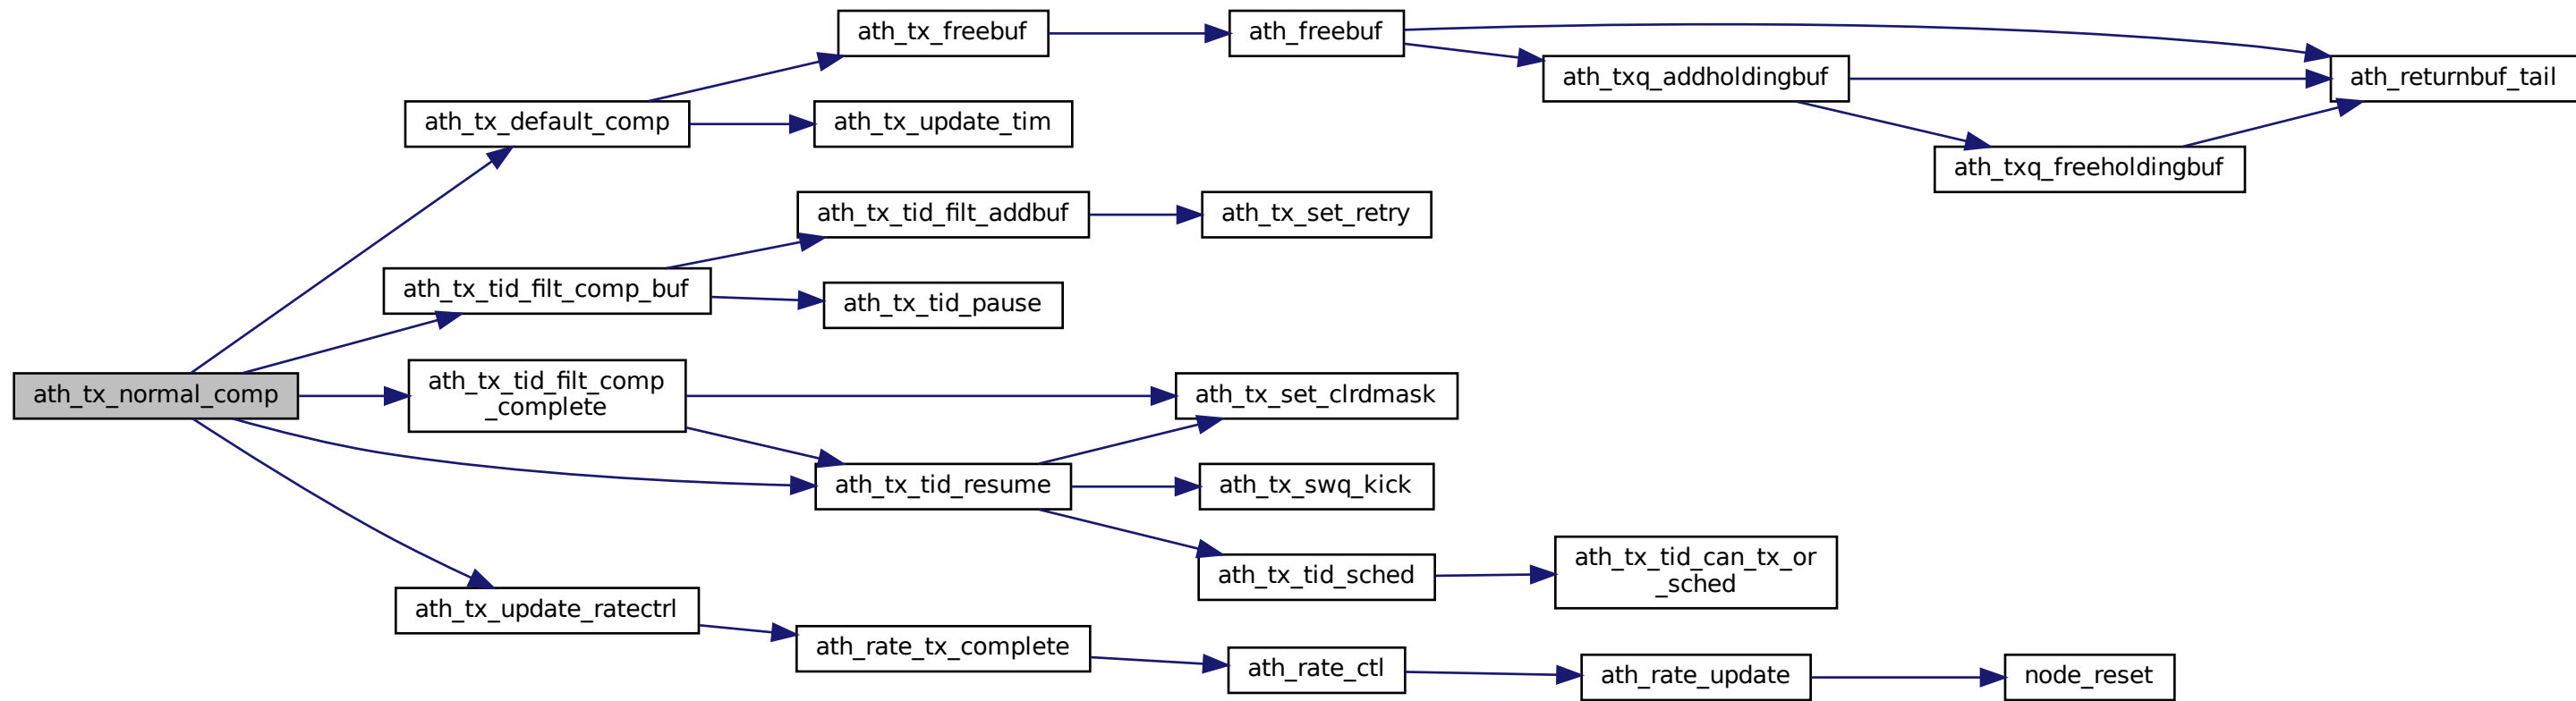 ath_tx_freebuf
ath_freebuf
ath_txq_addholdingbuf
ath_returnbuf_tail
ath_tx_default_comp
ath_tx_update_tim
ath_txq_freeholdingbuf
ath_tx_tid_filt_addbuf
ath_tx_set_retry
ath_tx_tid_filt_comp_buf
ath_tx_tid_pause
ath_tx_normal_comp
ath_tx_tid_filt_comp
_complete
ath_tx_set_clrdmask
ath_tx_tid_resume
ath_tx_swq_kick
ath_tx_tid_sched
ath_tx_tid_can_tx_or
_sched
ath_tx_update_ratectrl
ath_rate_tx_complete
ath_rate_ctl
ath_rate_update
node_reset